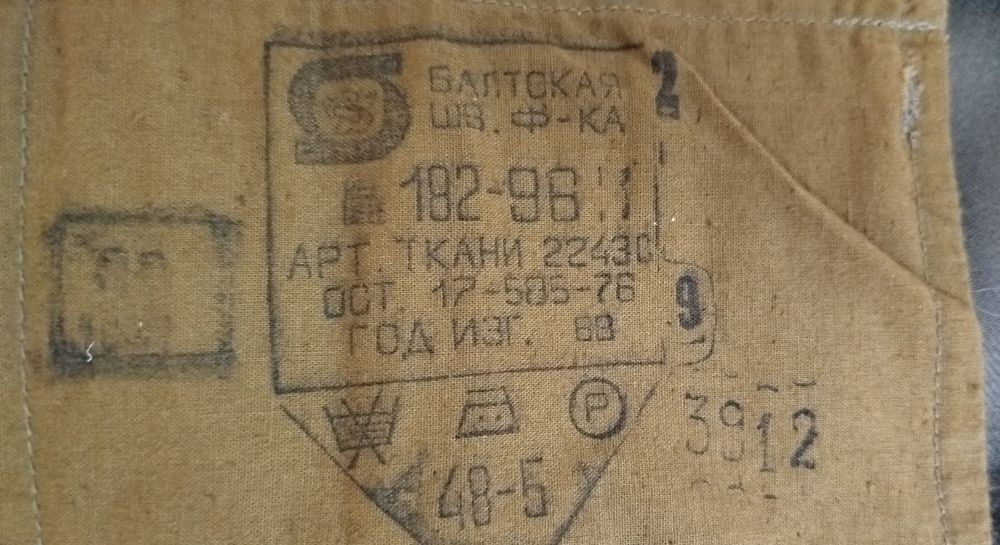 БАЛТСКАЯ
ШВ. Ф-КА
2
182-96 1
АРТ. ТКАНИ 22430
ОСТ. 17-505-76
9
ГОД ИЗГ. 88
P
3912
48-5